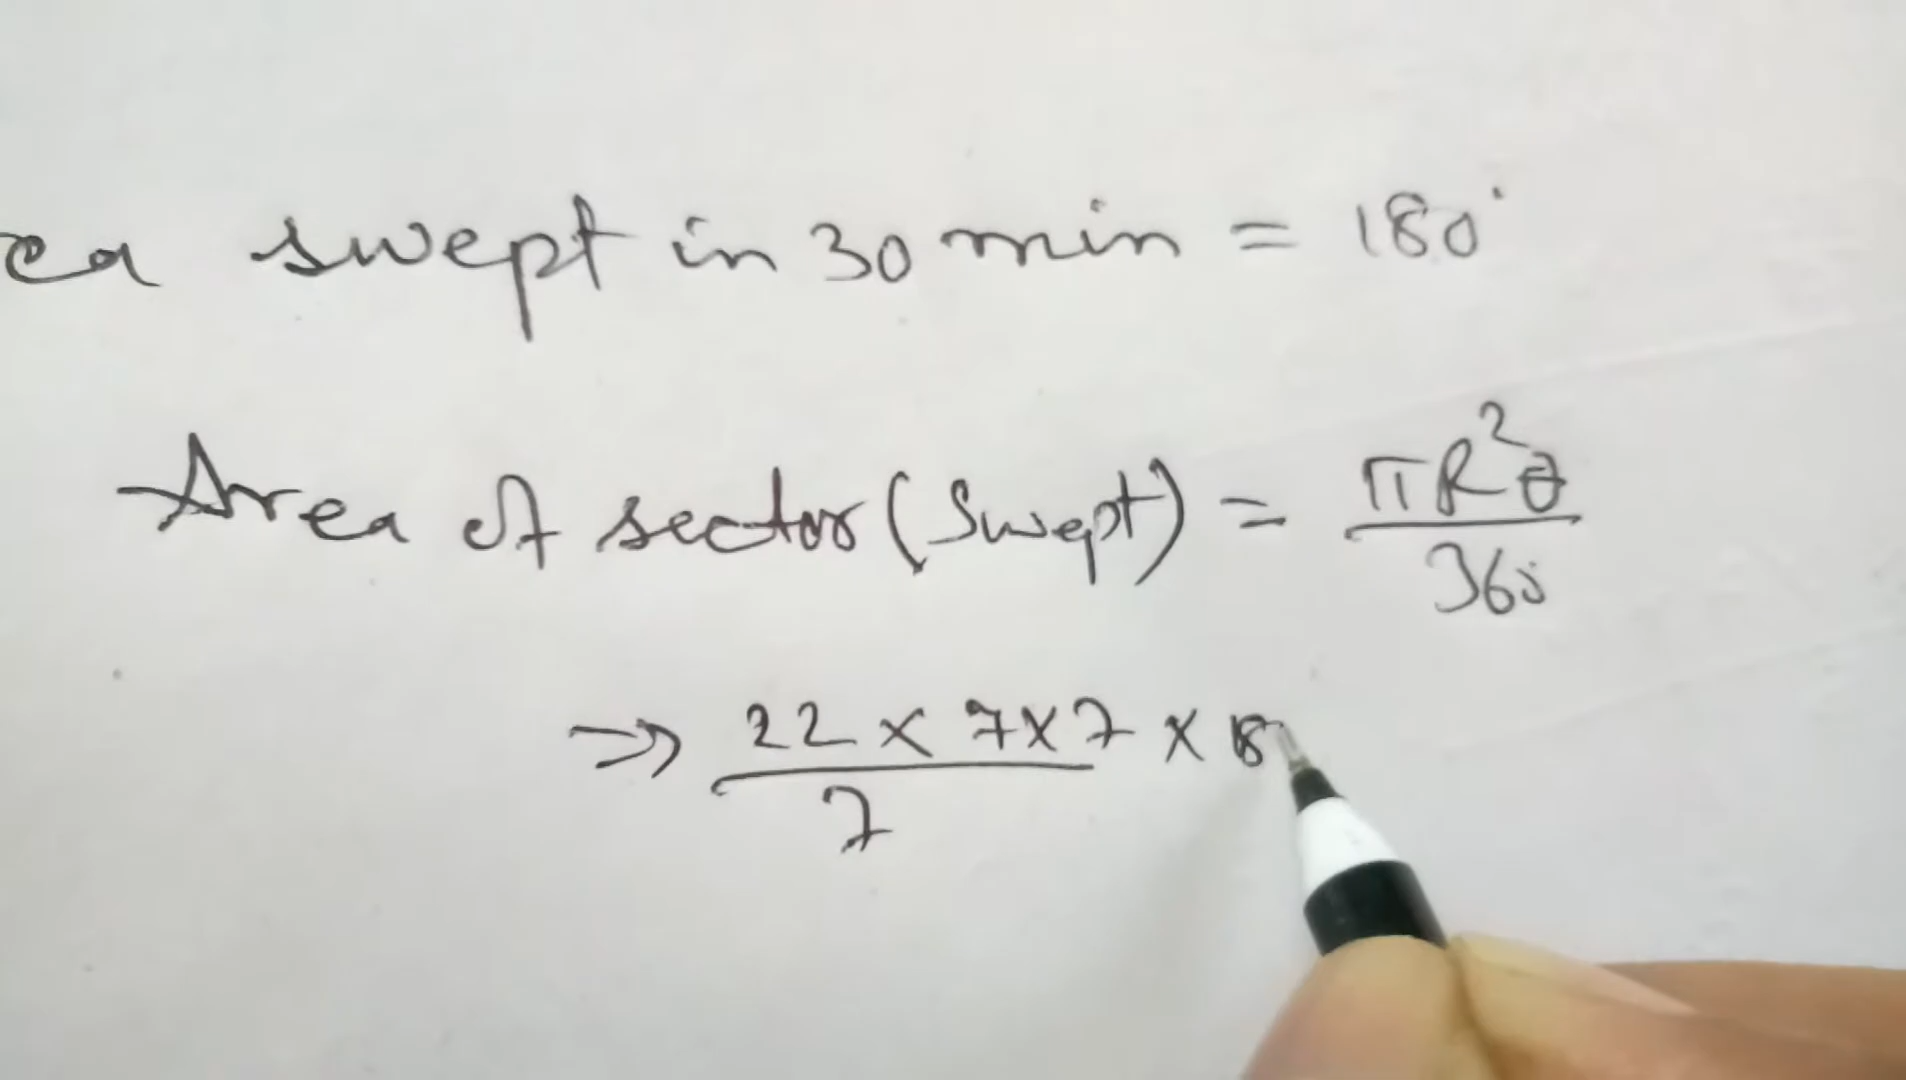 ea swept in 30 min = 180°
Area of sector (Swept) = πR²θ / 360
⇒ 22 × 7 × 7 / 7 × 18